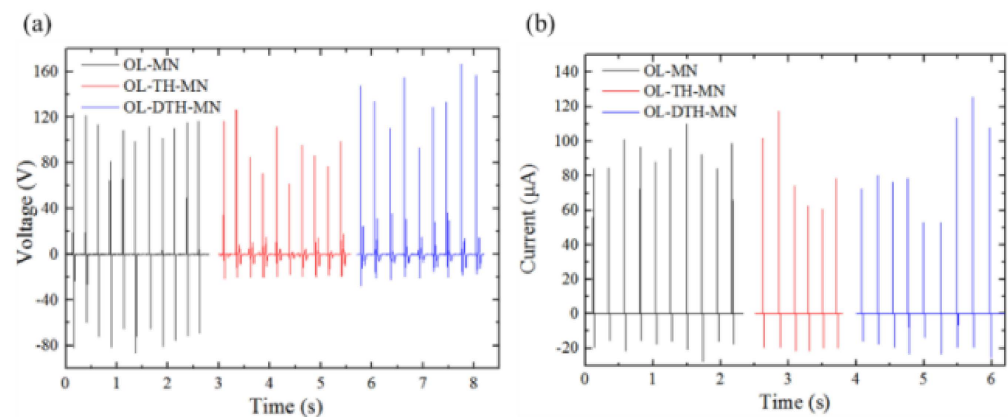 (a)
160
120
80
40
0
-40
-80
Voltage (V)
OL-MN
OL-TH-MN
OL-DTH-MN
0 1 2 3 4 5 6 7 8
Time (s)
(b)
140
120
100
80
60
40
20
0
-20
Current (μA)
OL-MN
OL-TH-MN
OL-DTH-MN
0 1 2 3 4 5 6
Time (s)